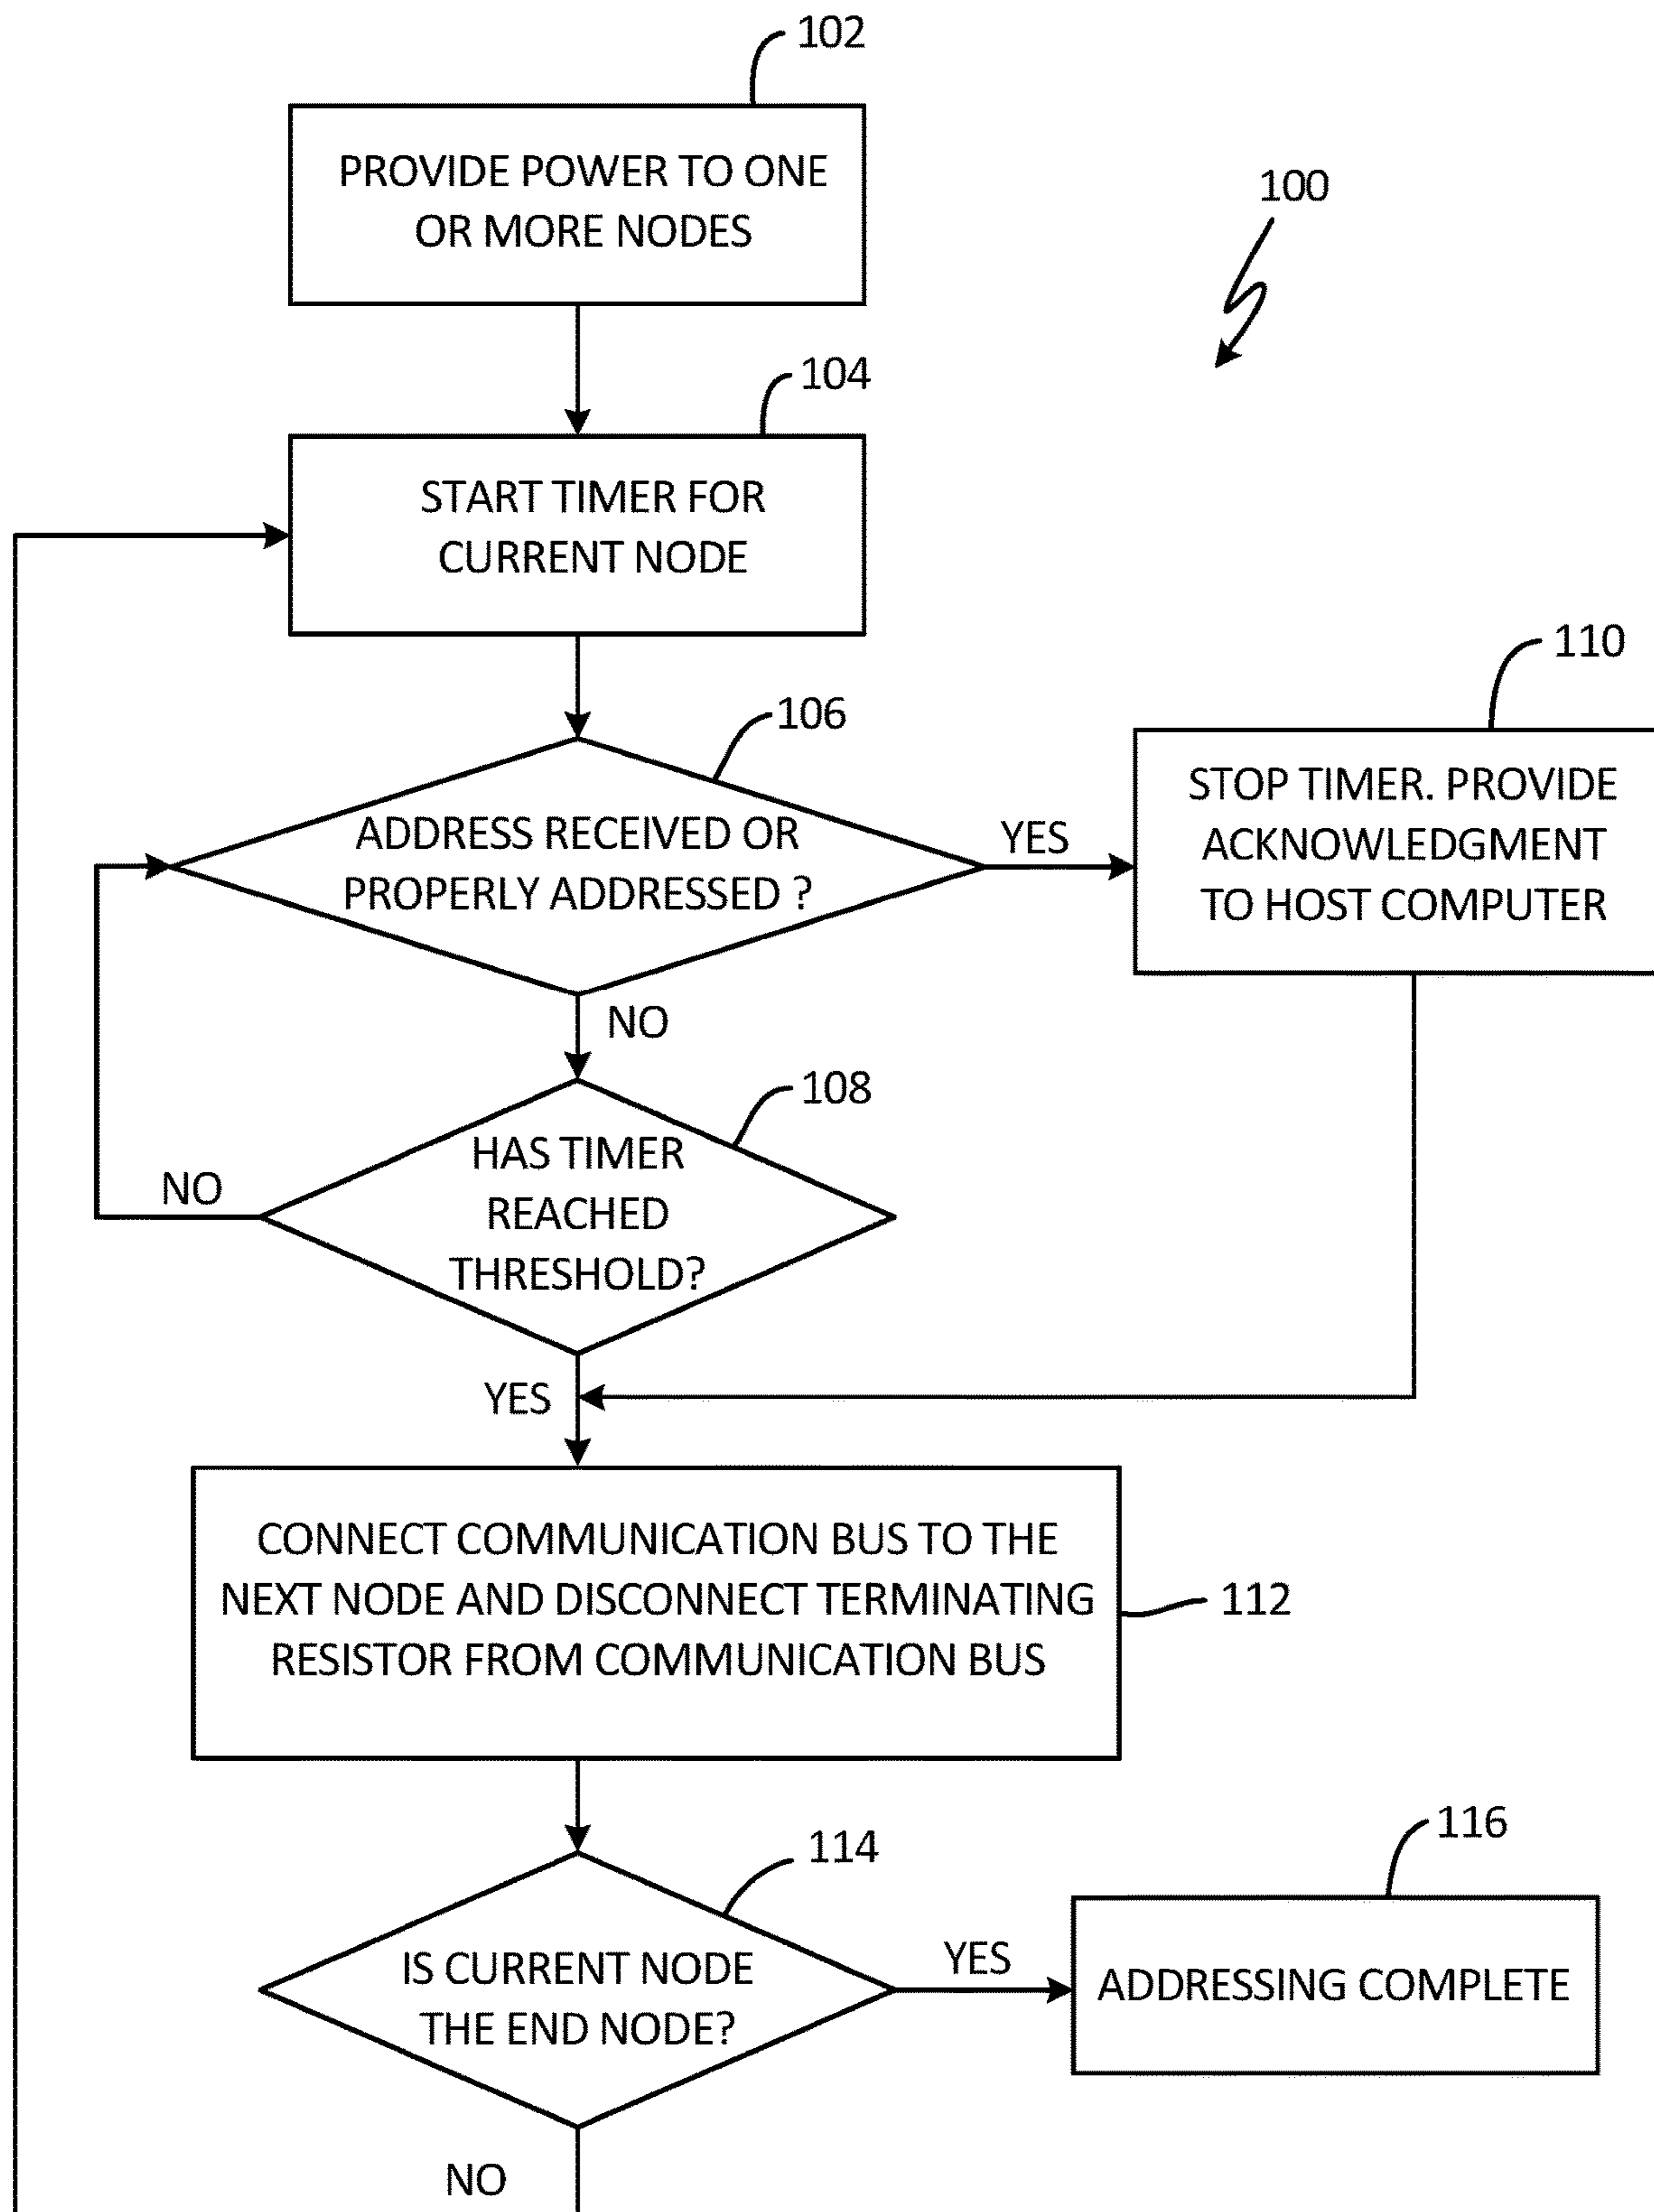 102
PROVIDE POWER TO ONE
OR MORE NODES
100
104
START TIMER FOR
CURRENT NODE
106
ADDRESS RECEIVED OR
PROPERLY ADDRESSED ?
YES
110
STOP TIMER. PROVIDE
ACKNOWLEDGMENT
TO HOST COMPUTER
NO
108
HAS TIMER
REACHED
THRESHOLD?
NO
YES
CONNECT COMMUNICATION BUS TO THE
NEXT NODE AND DISCONNECT TERMINATING
RESISTOR FROM COMMUNICATION BUS
112
114
IS CURRENT NODE
THE END NODE?
YES
116
ADDRESSING COMPLETE
NO